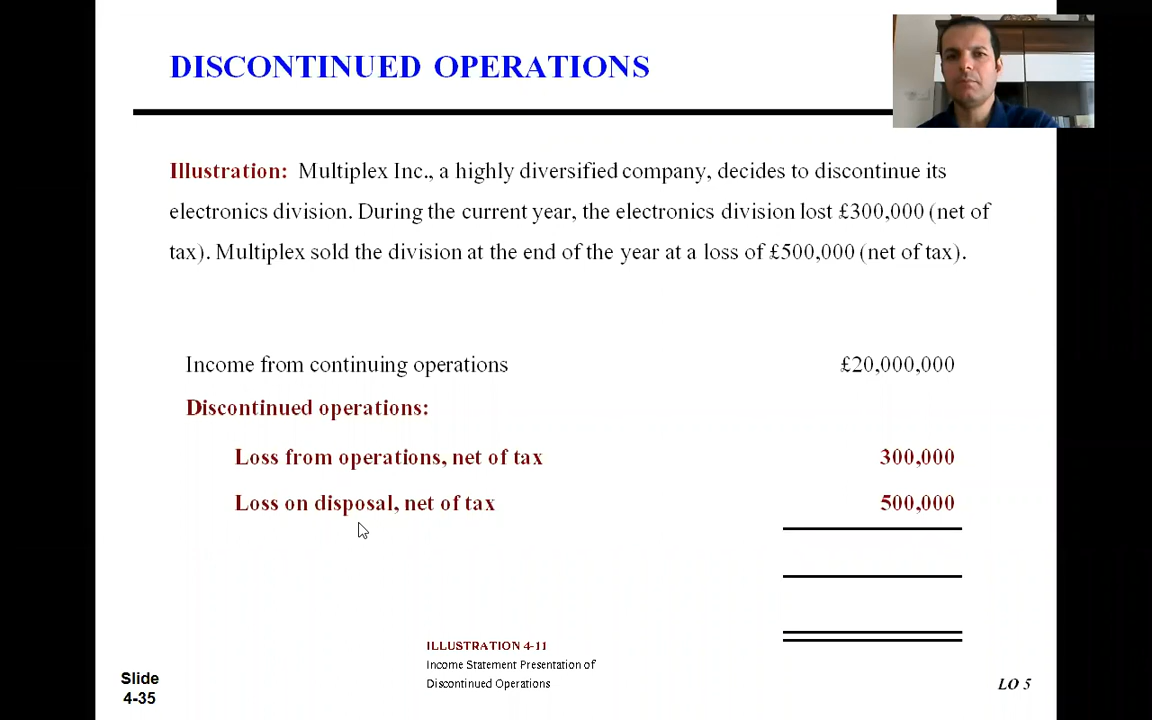 DISCONTINUED OPERATIONS
Illustration: Multiplex Inc., a highly diversified company, decides to discontinue its
electronics division. During the current year, the electronics division lost £300,000 (net of
tax). Multiplex sold the division at the end of the year at a loss of £500,000 (net of tax).
Income from continuing operations £20,000,000
Discontinued operations:
Loss from operations, net of tax 300,000
Loss on disposal, net of tax 500,000
ILLUSTRATION 4-11
Income Statement Presentation of
Discontinued Operations
Slide
4-35
LO 5